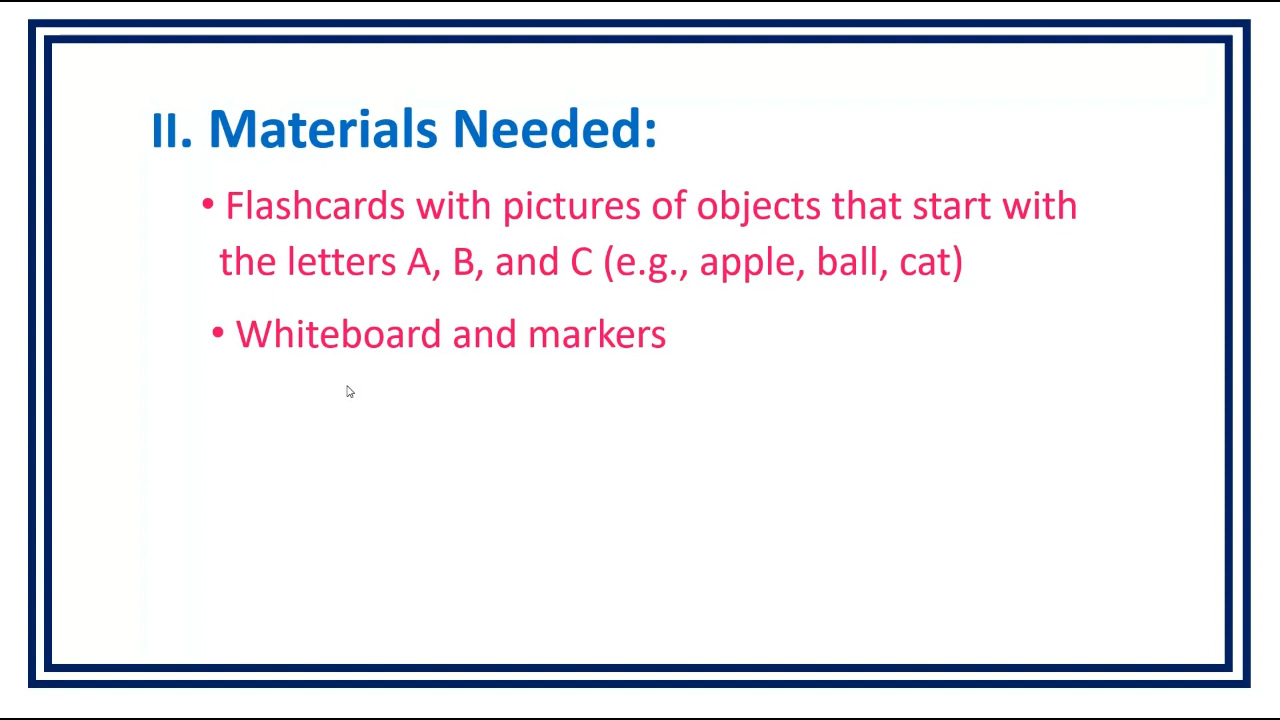 II. Materials Needed:
• Flashcards with pictures of objects that start with
the letters A, B, and C (e.g., apple, ball, cat)
• Whiteboard and markers